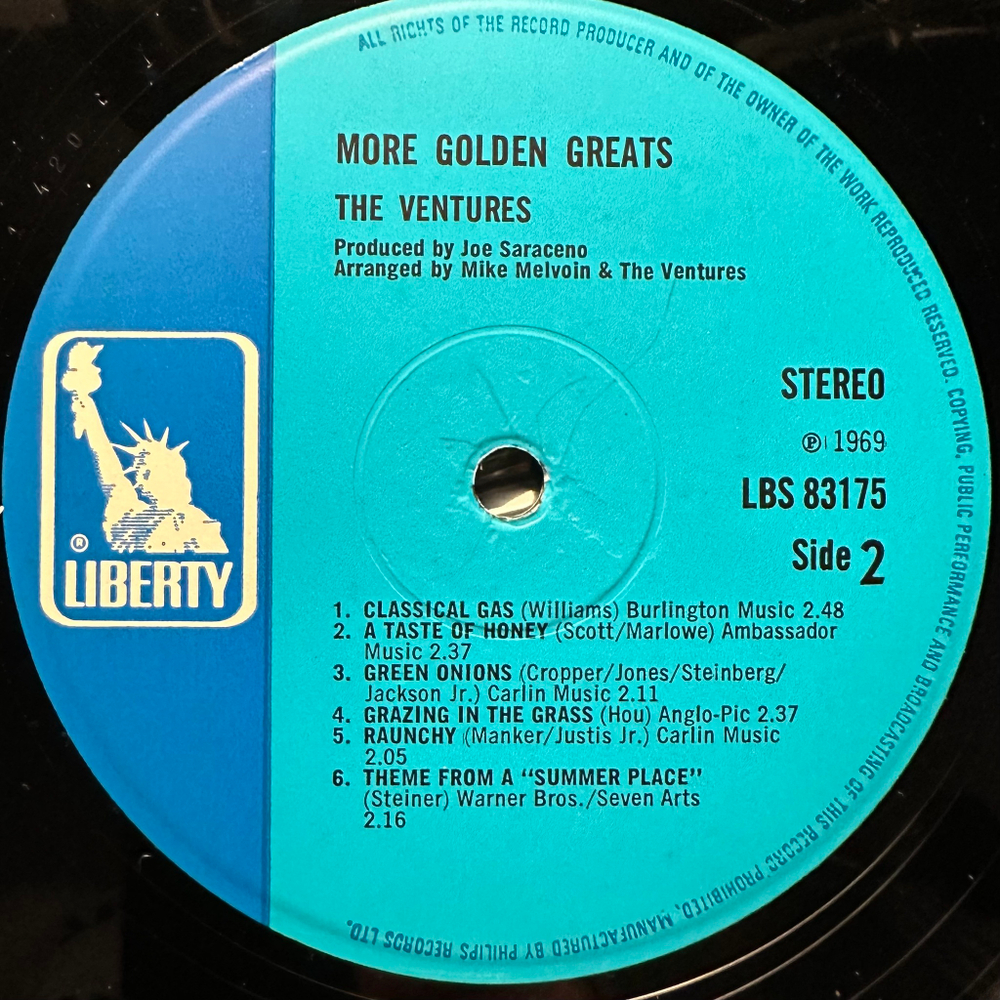 ALL RIGHTS OF THE RECORD PRODUCER AND OF THE OWNER OF THE WORK REPRODUCED RESERVED. COPYING, PUBLIC PERFORMANCE AND BROADCASTING OF THIS RECORD PROHIBITED, MANUFACTURED BY PHILIPS RECORDS LTD.
MORE GOLDEN GREATS
THE VENTURES
Produced by Joe Saraceno
Arranged by Mike Melvoin & The Ventures
STEREO
℗ 1969
LBS 83175
Side 2
®
LIBERTY
1. CLASSICAL GAS (Williams) Burlington Music 2.48
2. A TASTE OF HONEY (Scott/Marlowe) Ambassador
Music 2.37
3. GREEN ONIONS (Cropper/Jones/Steinberg/
Jackson Jr.) Carlin Music 2.11
4. GRAZING IN THE GRASS (Hou) Anglo-Pic 2.37
5. RAUNCHY (Manker/Justis Jr.) Carlin Music
2.05
6. THEME FROM A “SUMMER PLACE”
(Steiner) Warner Bros./Seven Arts
2.16
420